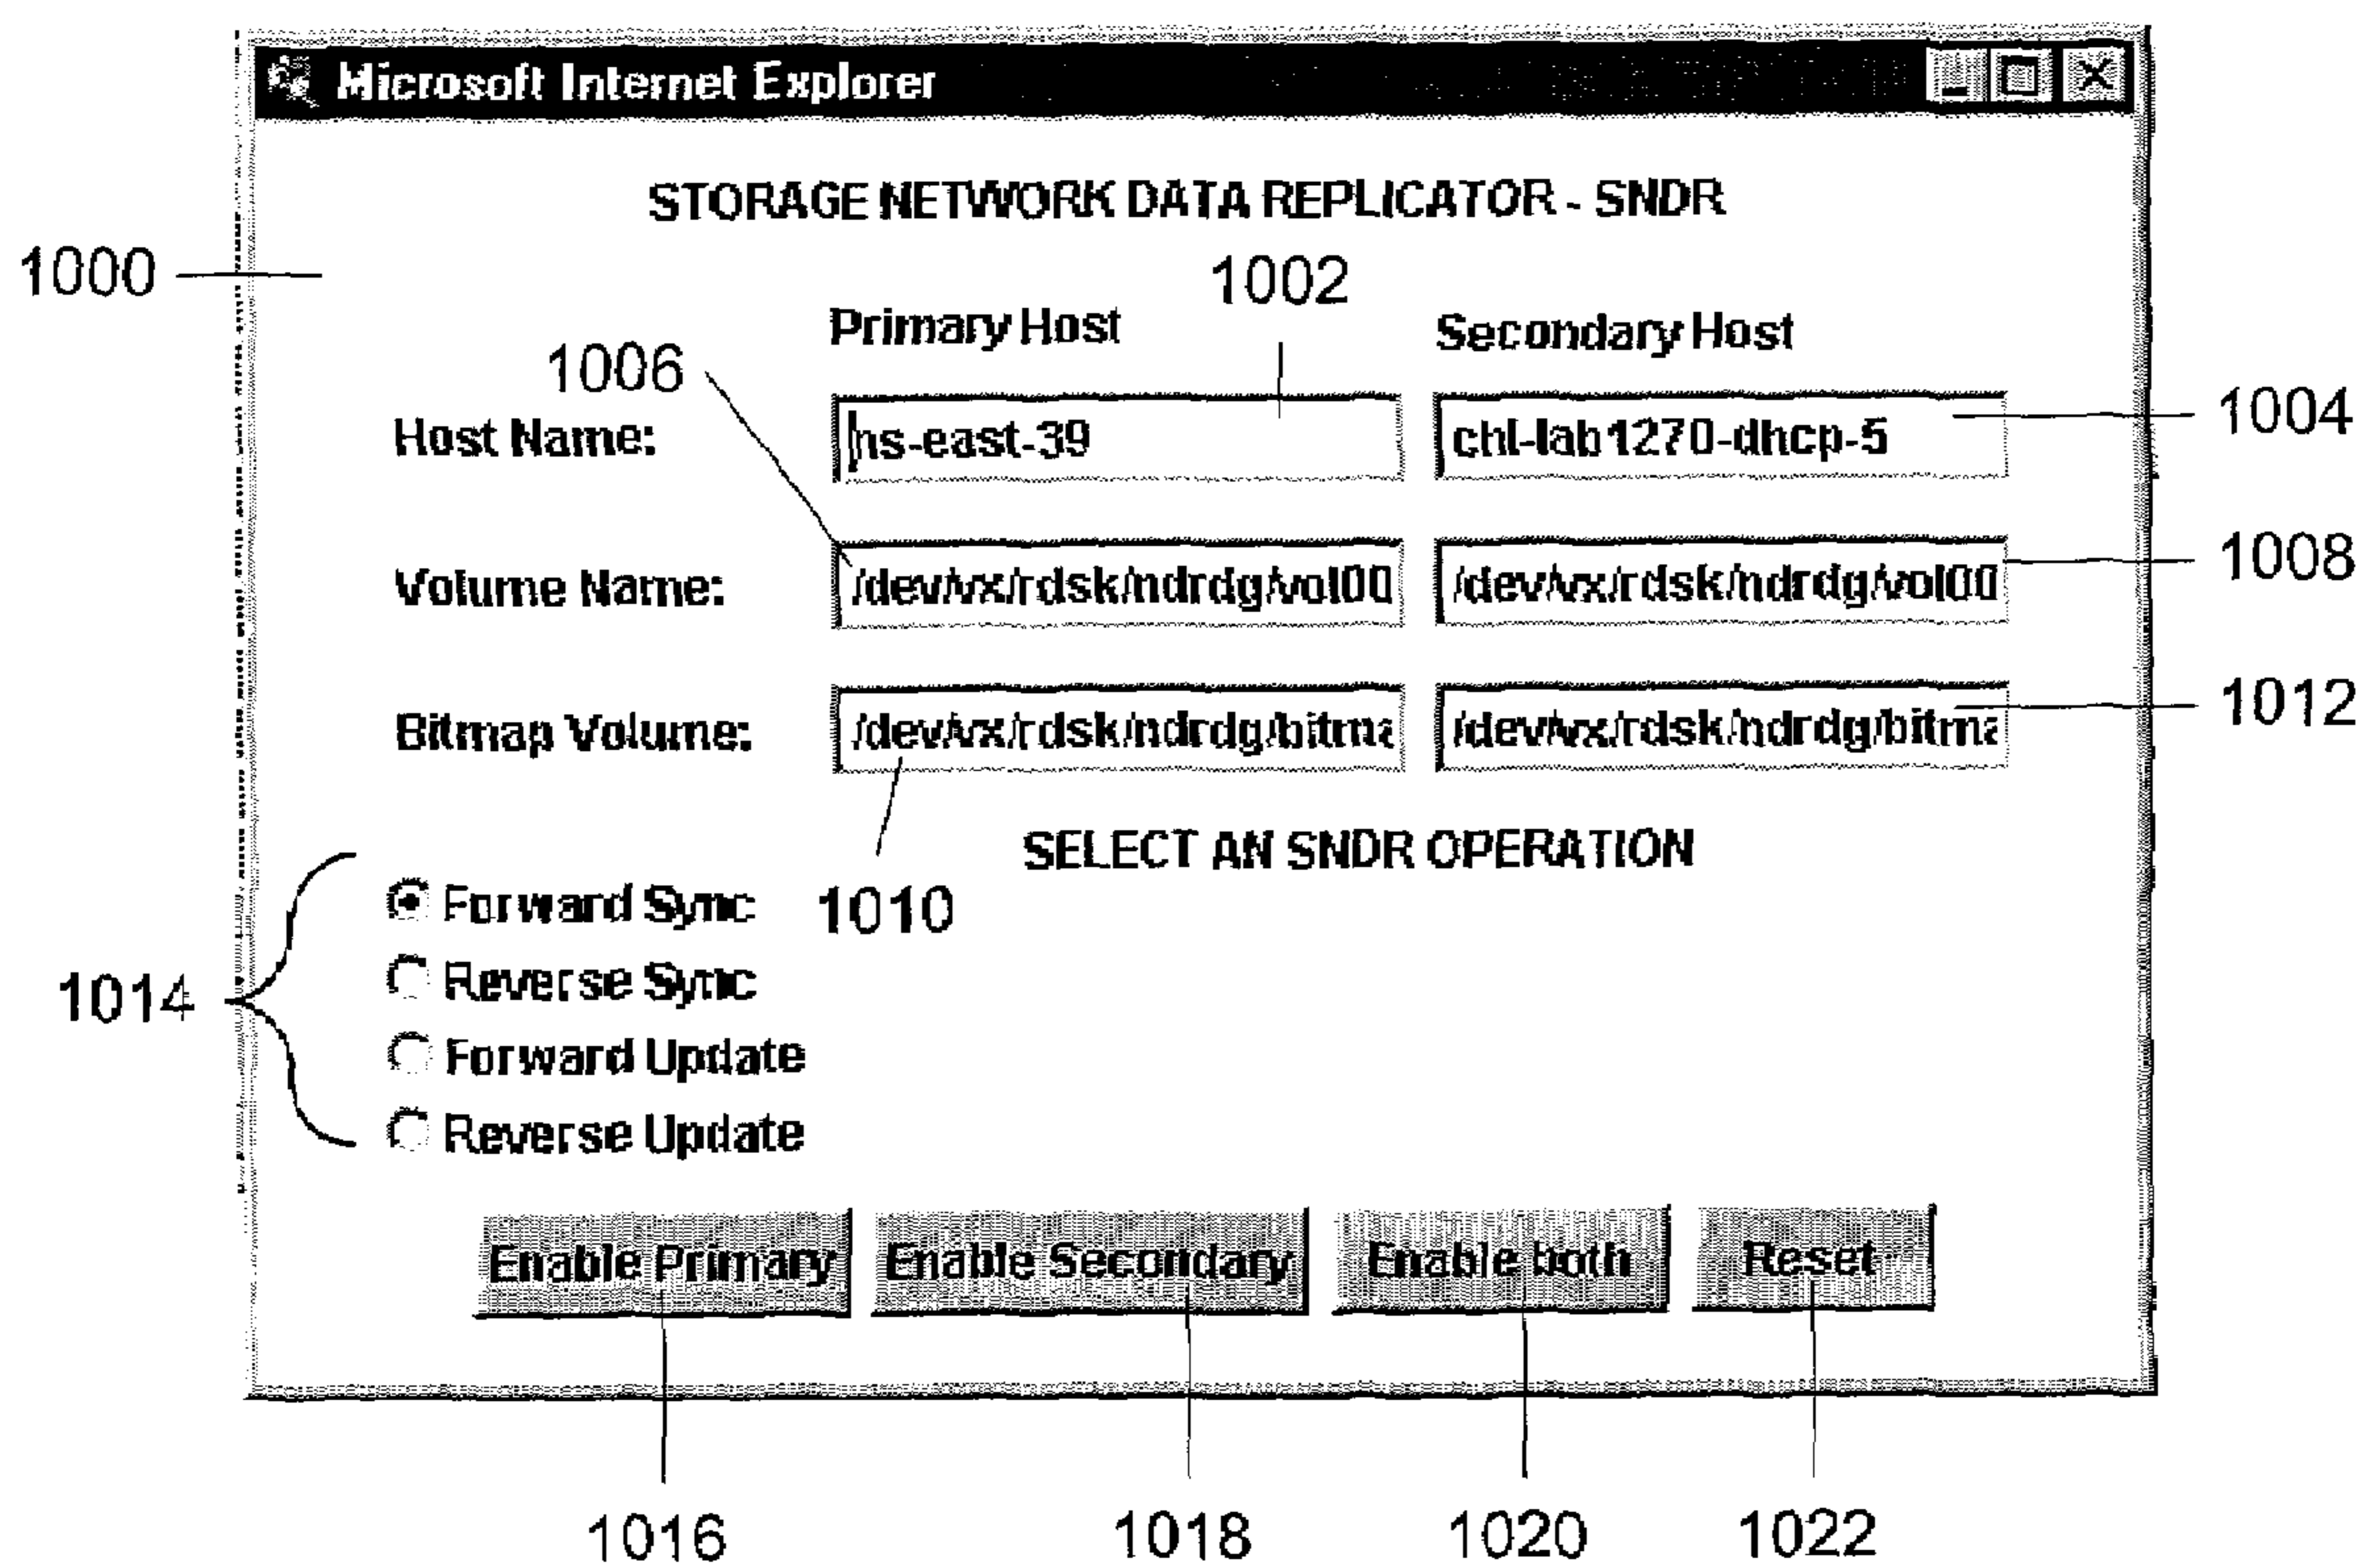 Microsoft Internet Explorer
STORAGE NETWORK DATA REPLICATOR - SNDR
1000
1002
Primary Host
Secondary Host
1006
Host Name:
ns-east-39
chl-lab1270-dhcp-5
1004
Volume Name:
/dev/vx/rdsk/ndrdg/vol00
/dev/vx/rdsk/ndrdg/vol00
1008
Bitmap Volume:
/dev/vx/rdsk/ndrdg/bitma
/dev/vx/rdsk/ndrdg/bitma
1012
SELECT AN SNDR OPERATION
1010
1014
Forward Sync
Reverse Sync
Forward Update
Reverse Update
Enable Primary
Enable Secondary
Enable both
Reset
1016
1018
1020
1022